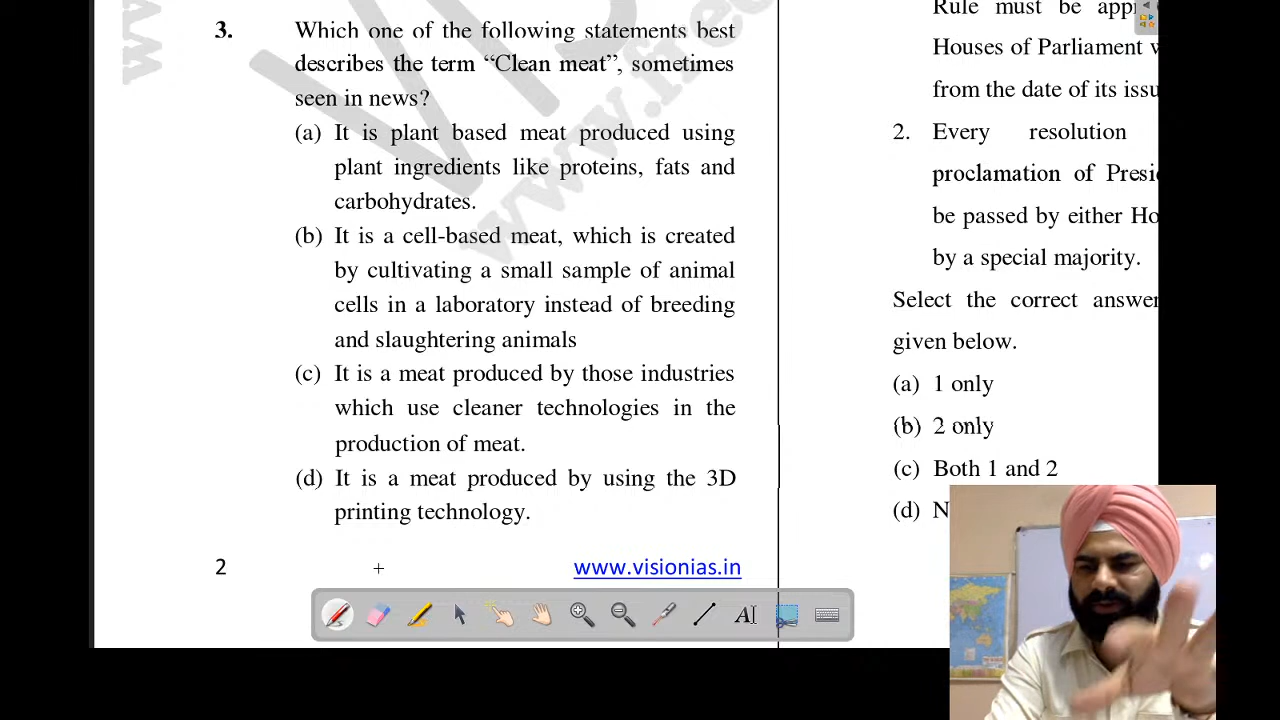 3. Which one of the following statements best
describes the term “Clean meat”, sometimes
seen in news?
(a) It is plant based meat produced using
plant ingredients like proteins, fats and
carbohydrates.
(b) It is a cell-based meat, which is created
by cultivating a small sample of animal
cells in a laboratory instead of breeding
and slaughtering animals
(c) It is a meat produced by those industries
which use cleaner technologies in the
production of meat.
(d) It is a meat produced by using the 3D
printing technology.
2 www.visionias.in
Rule must be
Houses of Parliament
from the date of its
2. Every resolution
proclamation of
be passed by either
by a special majority.
Select the correct answer
given below.
(a) 1 only
(b) 2 only
(c) Both 1 and 2
(d)
A